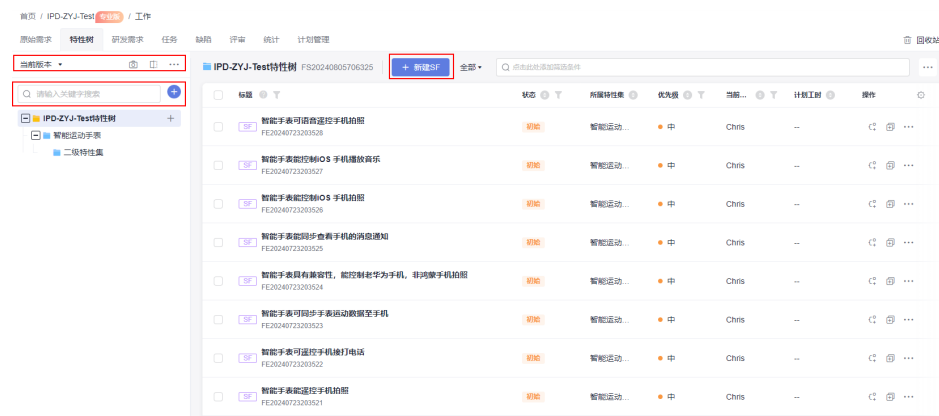 首页 / IPD-ZYJ-Test 专业版 / 工作
原始需求 特性树 研发需求 任务 缺陷 评审 统计 计划管理 回收站
当前版本
IPD-ZYJ-Test特性树 FS20240805706325 + 新建SF 全部 点击此处添加筛选条件
请输入关键字搜索
IPD-ZYJ-Test特性树
智能运动手表
二级特性集
标题 状态 所属特性集 优先级 当前... 计划工时 操作
SF 智能手表可语音遥控手机拍照 初始 智能运动... 中 Chris --
FE20240723203528
SF 智能手表能控制iOS 手机播放音乐 初始 智能运动... 中 Chris --
FE20240723203527
SF 智能手表能控制iOS 手机拍照 初始 智能运动... 中 Chris --
FE20240723203526
SF 智能手表能同步查看手机的消息通知 初始 智能运动... 中 Chris --
FE20240723203525
SF 智能手表具有兼容性，能控制老华为手机，非鸿蒙手机拍照 初始 智能运动... 中 Chris --
FE20240723203524
SF 智能手表可同步手表运动数据至手机 初始 智能运动... 中 Chris --
FE20240723203523
SF 智能手表可遥控手机接打电话 初始 智能运动... 中 Chris --
FE20240723203522
SF 智能手表能遥控手机拍照 初始 智能运动... 中 Chris --
FE20240723203521